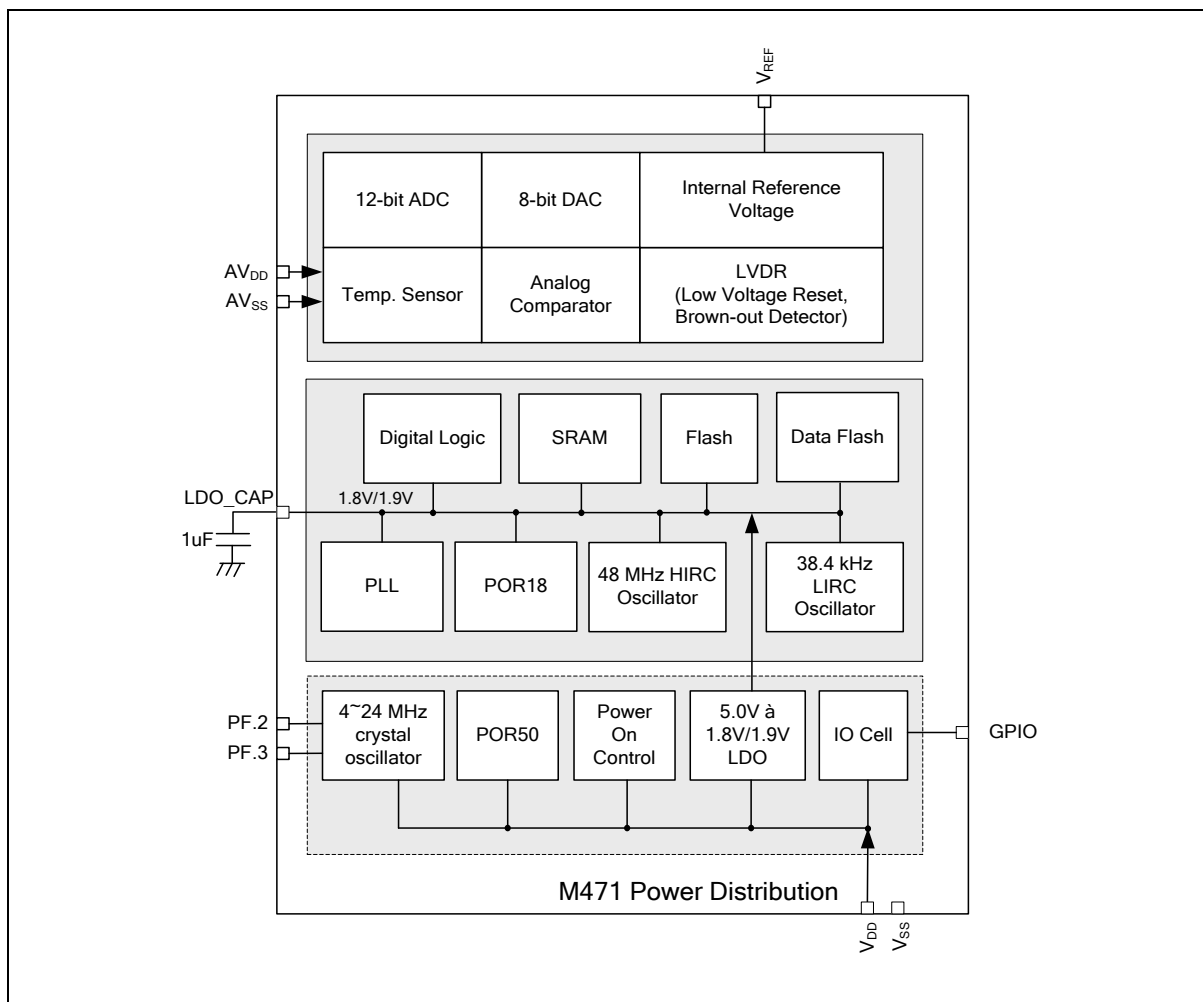 VREF
12-bit ADC
8-bit DAC
Internal Reference
Voltage
AVDD
AVSS
Temp. Sensor
Analog
Comparator
LVDR
(Low Voltage Reset,
Brown-out Detector)
Digital Logic
SRAM
Flash
Data Flash
LDO_CAP
1.8V/1.9V
1uF
PLL
POR18
48 MHz HIRC
Oscillator
38.4 kHz
LIRC
Oscillator
PF.2
PF.3
4~24 MHz
crystal
oscillator
POR50
Power
On
Control
5.0V à
1.8V/1.9V
LDO
IO Cell
GPIO
M471 Power Distribution
VDD
VSS